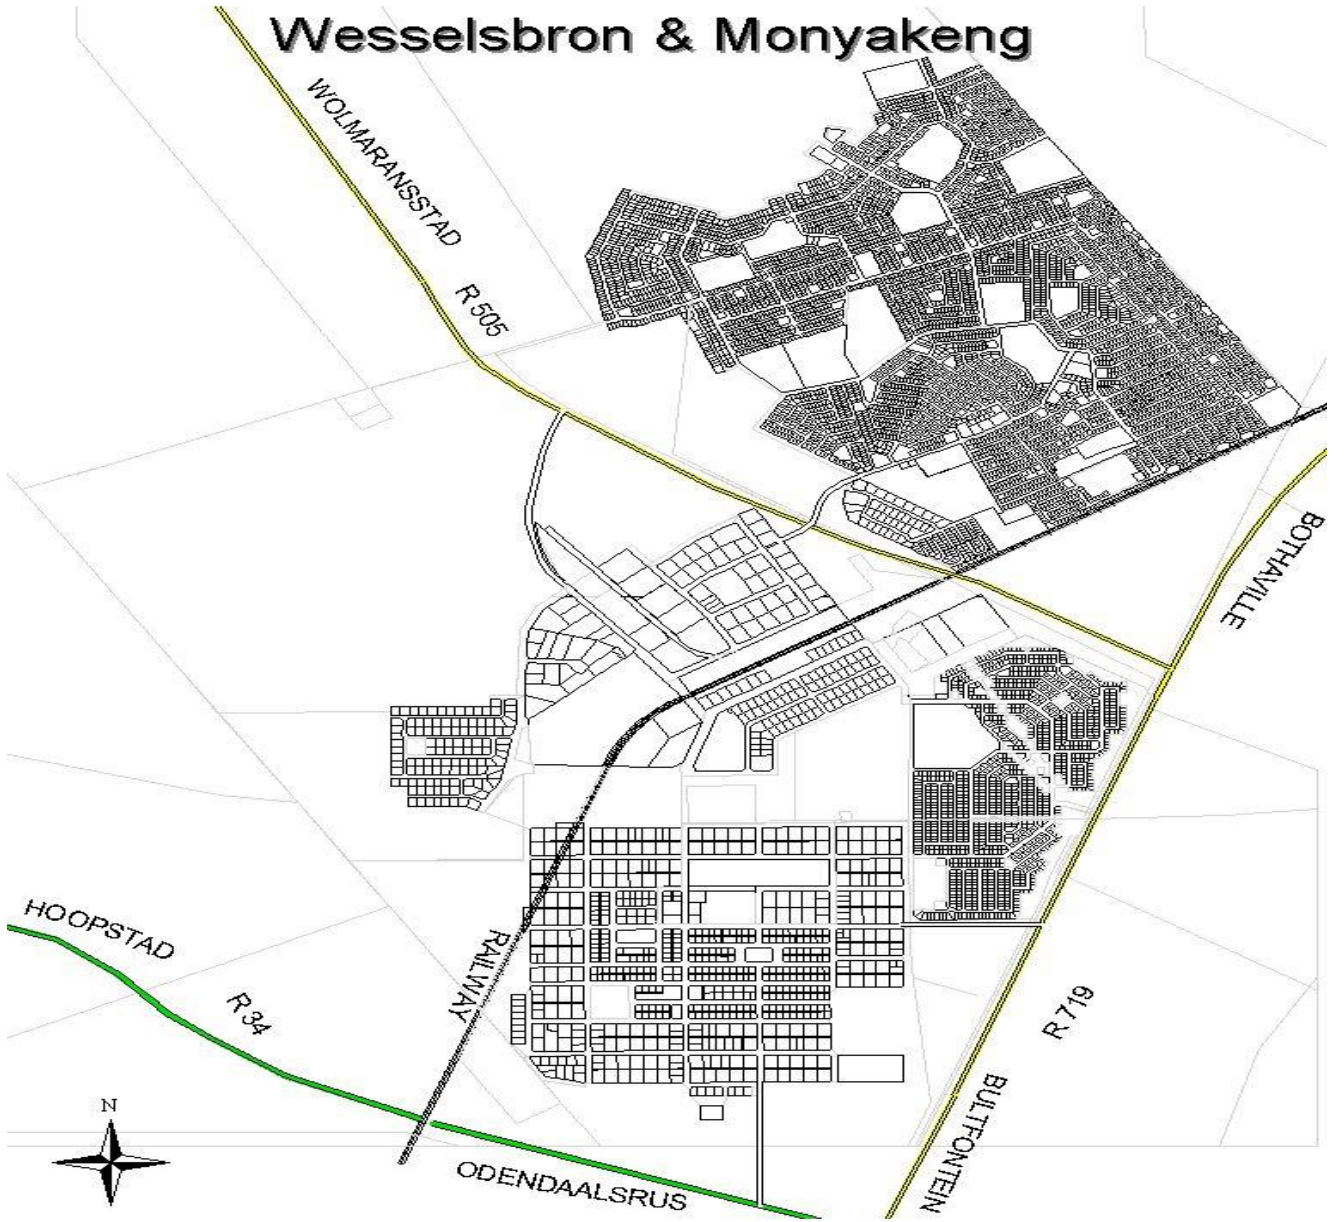 Wesselsbron & Monyakeng
WOLMARANSSTAD
R 505
BOTHAVILLE
HOOPSTAD
R 34
RAILWAY
R 719
BULTFONTEIN
N
ODENDAALSRUS